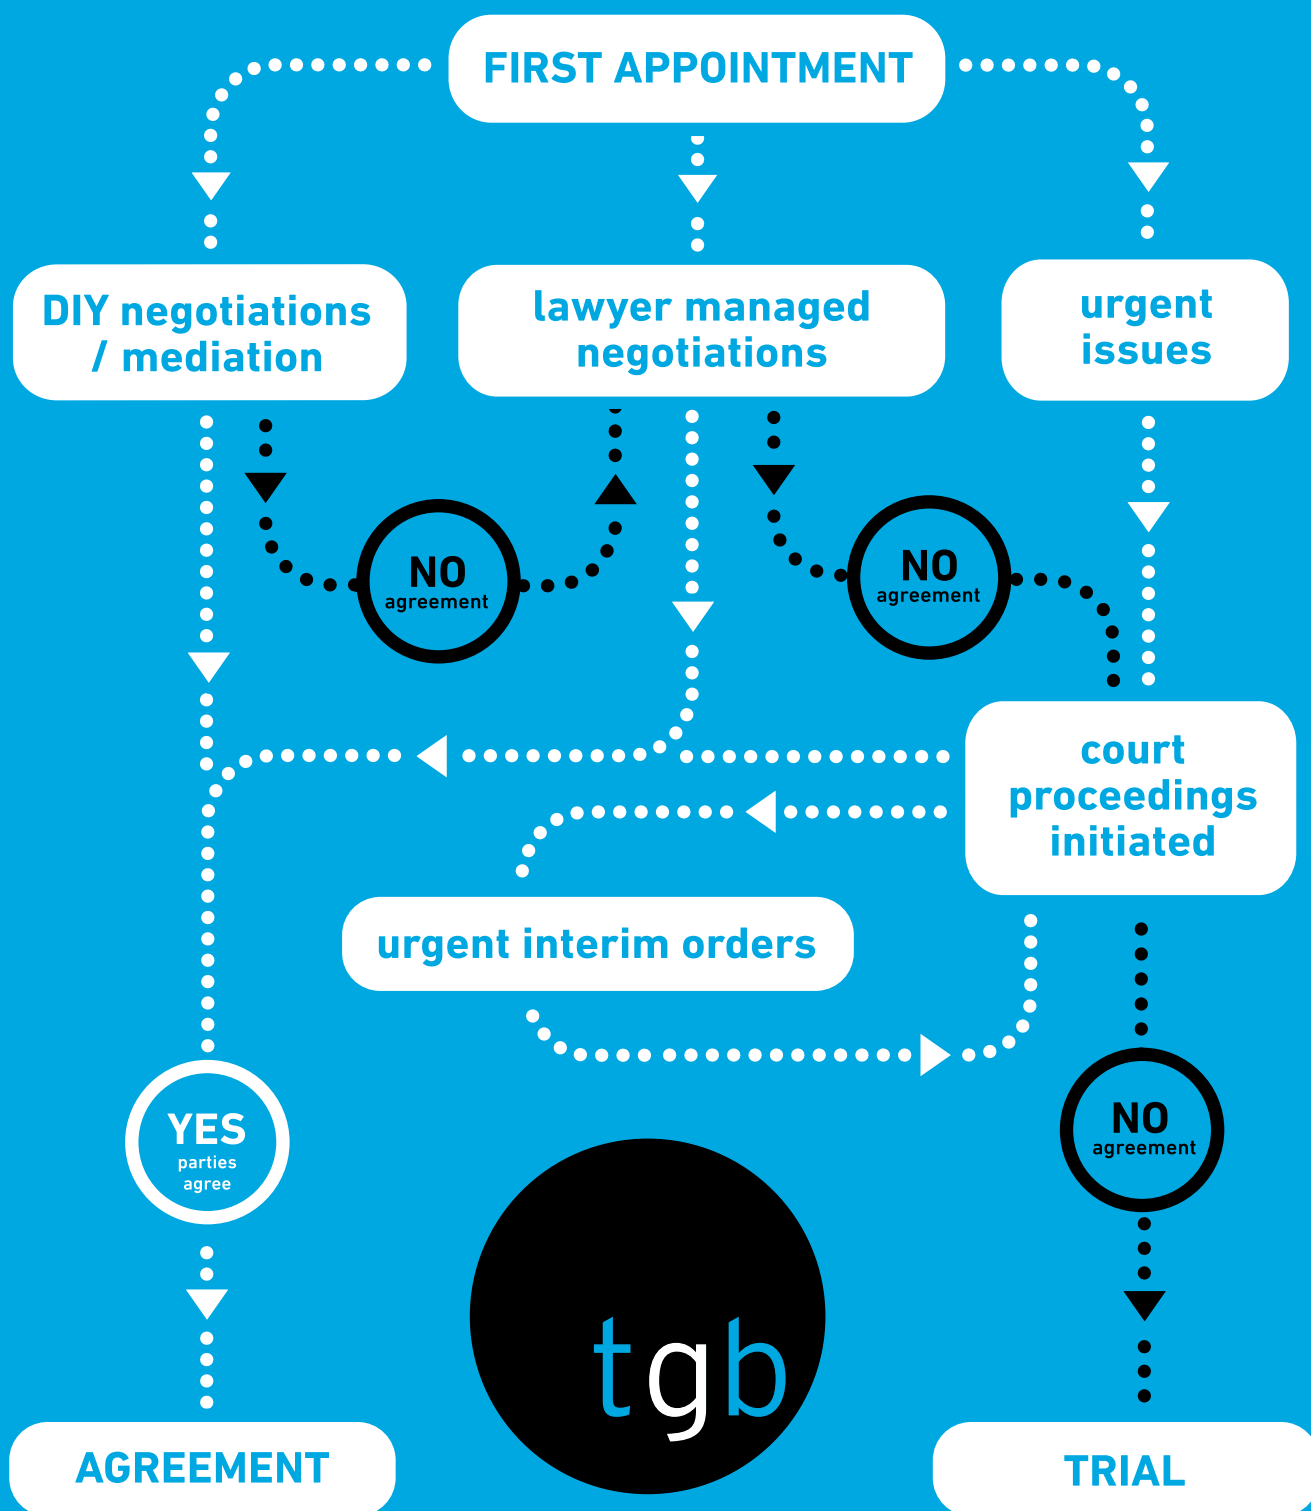 FIRST APPOINTMENT
DIY negotiations
/ mediation
lawyer managed
negotiations
urgent
issues
NO
agreement
NO
agreement
court
proceedings
initiated
urgent interim orders
YES
parties
agree
NO
agreement
tgb
AGREEMENT
TRIAL